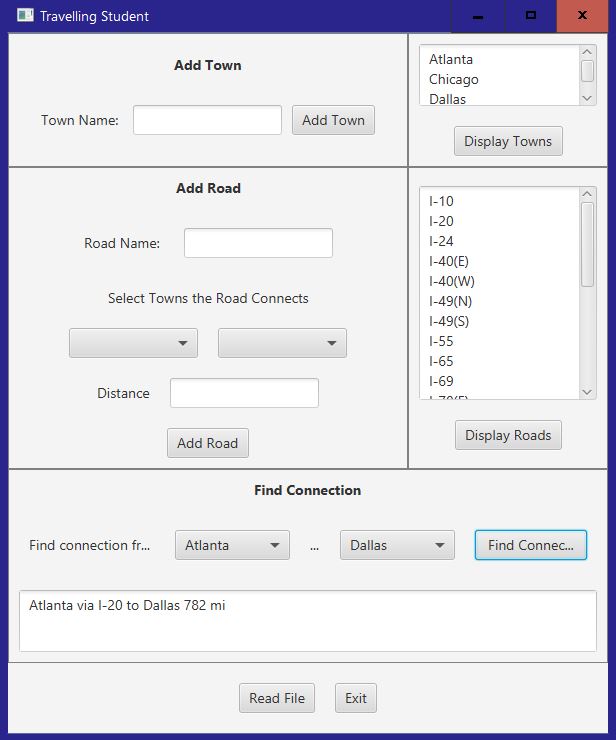 Travelling Student
Add Town
Town Name:
Add Town
Atlanta
Chicago
Dallas
Display Towns
Add Road
Road Name:
Select Towns the Road Connects
Distance
Add Road
I-10
I-20
I-24
I-40(E)
I-40(W)
I-49(N)
I-49(S)
I-55
I-65
I-69
I-70(E)
Display Roads
Find Connection
Find connection fr...
Atlanta
...
Dallas
Find Connec...
Atlanta via I-20 to Dallas 782 mi
Read File
Exit